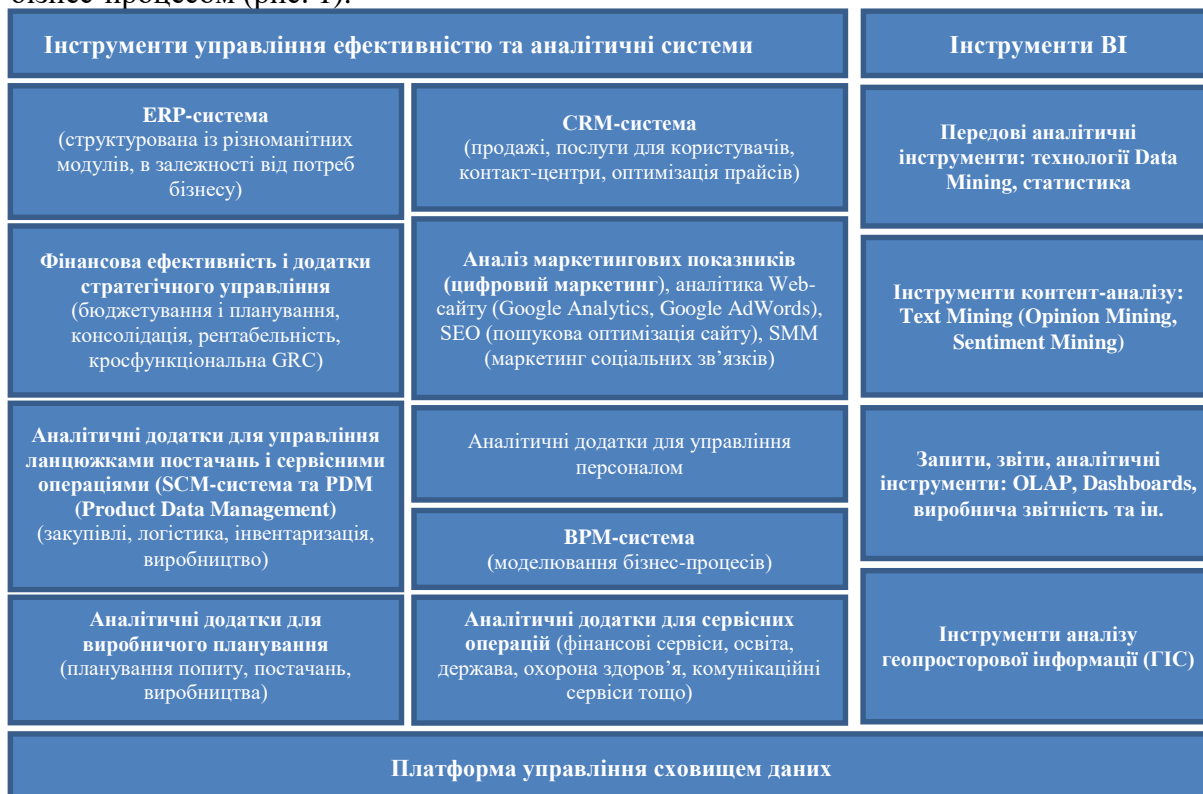 бізнес-процесом (рис. 1).
Інструменти управління ефективністю та аналітичні системи
Інструменти BI
ERP-система
(структурована із різноманітних
модулів, в залежності від потреб
бізнесу)
CRM-система
(продажі, послуги для користувачів,
контакт-центри, оптимізація прайсів)
Передові аналітичні
інструменти: технології Data
Mining, статистика
Фінансова ефективність і додатки
стратегічного управління
(бюджетування і планування,
консолідація, рентабельність,
кросфункціональна GRC)
Аналіз маркетингових показників
(цифровий маркетинг), аналітика Web-
сайту (Google Analytics, Google AdWords),
SEO (пошукова оптимізація сайту), SMM
(маркетинг соціальних зв’язків)
Інструменти контент-аналізу:
Text Mining (Opinion Mining,
Sentiment Mining)
Аналітичні додатки для управління
ланцюжками постачань і сервісними
операціями (SCM-система та PDM
(Product Data Management)
(закупівлі, логістика, інвентаризація,
виробництво)
Аналітичні додатки для управління
персоналом
BPM-система
(моделювання бізнес-процесів)
Запити, звіти, аналітичні
інструменти: OLAP, Dashboards,
виробнича звітність та ін.
Аналітичні додатки для
виробничого планування
(планування попиту, постачань,
виробництва)
Аналітичні додатки для сервісних
операцій (фінансові сервіси, освіта,
держава, охорона здоров’я, комунікаційні
сервіси тощо)
Інструменти аналізу
геопросторової інформації (ГІС)
Платформа управління сховищем даних